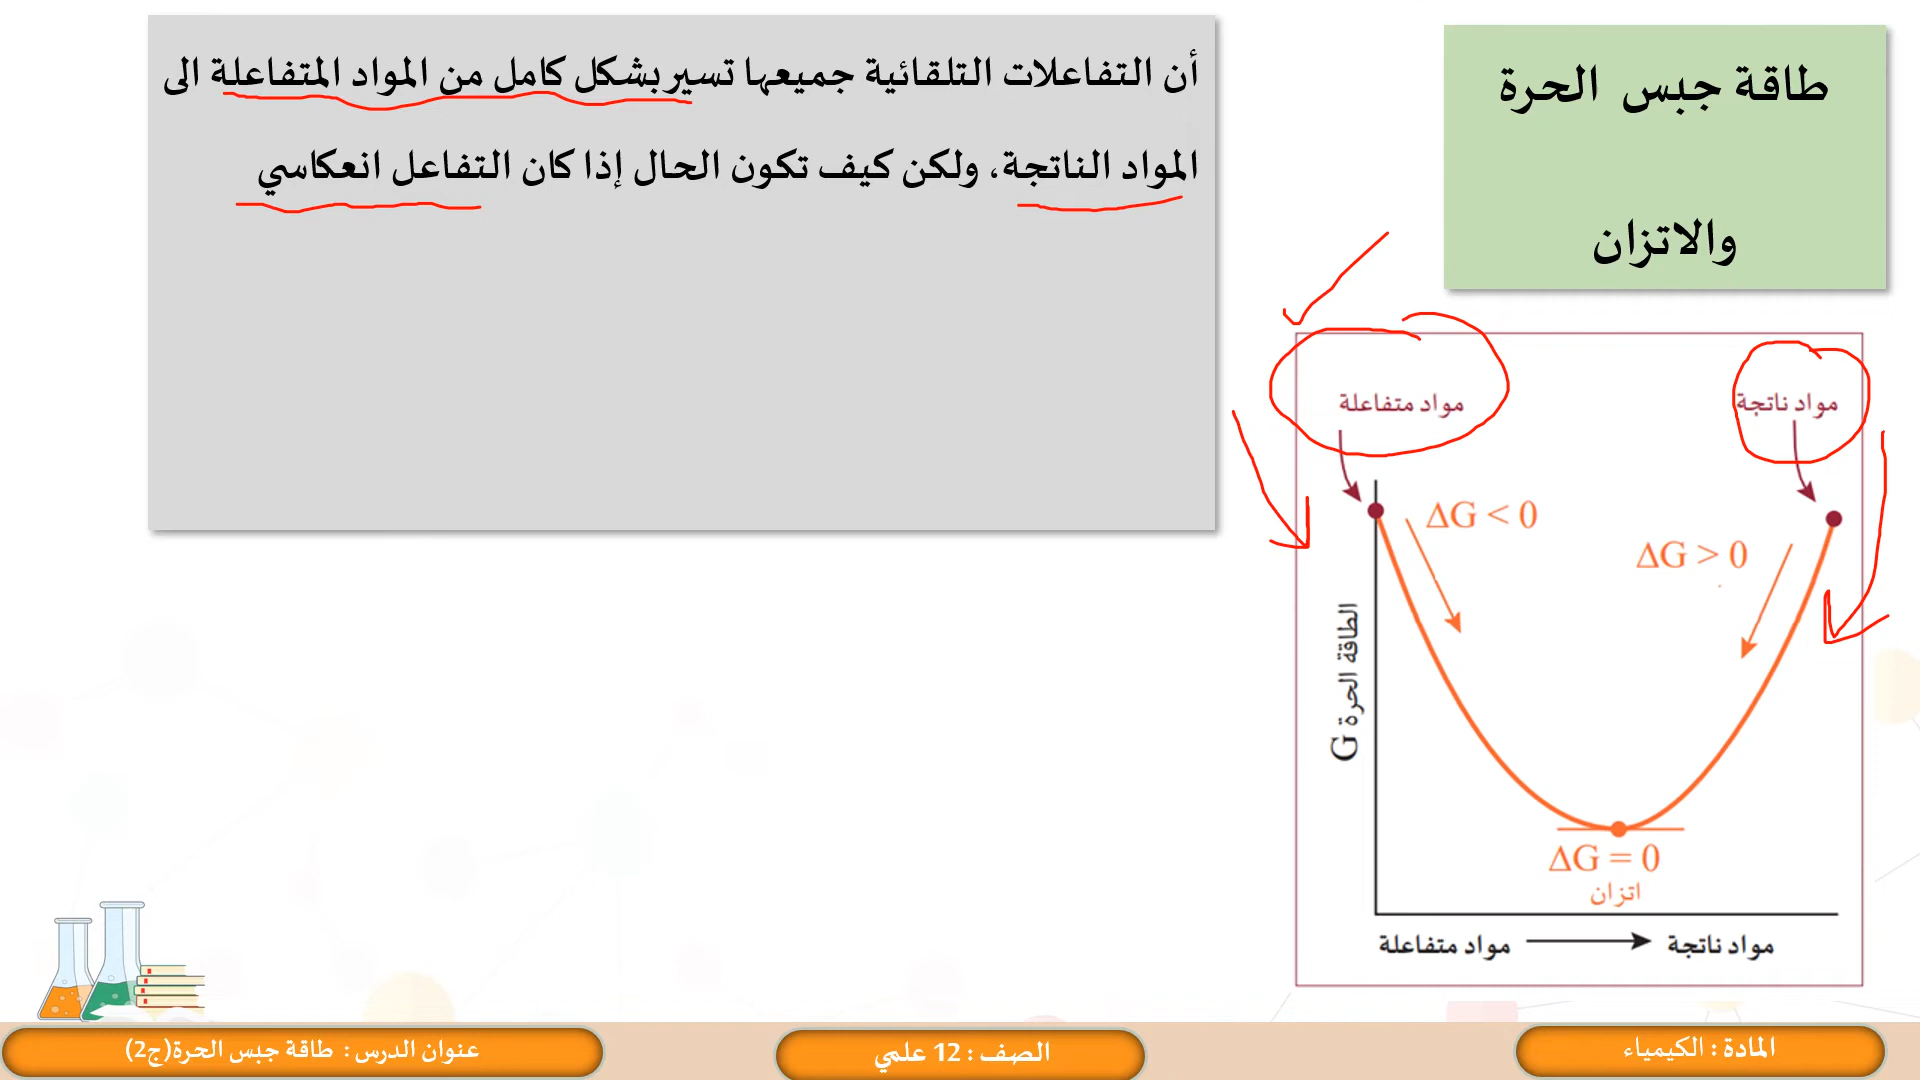 طاقة جبس الحرة
والاتزان
أن التفاعلات التلقائية جميعها تسير بشكل كامل من المواد المتفاعلة الى
المواد الناتجة، ولكن كيف تكون الحال إذا كان التفاعل انعكاسي
مواد ناتجة
مواد متفاعلة
ΔG < 0
ΔG > 0
الطاقة الحرة G
ΔG = 0
اتزان
مواد متفاعلة
مواد ناتجة
المادة : الكيمياء
الصف : 12 علمي
عنوان الدرس : طاقة جبس الحرة(ج2)